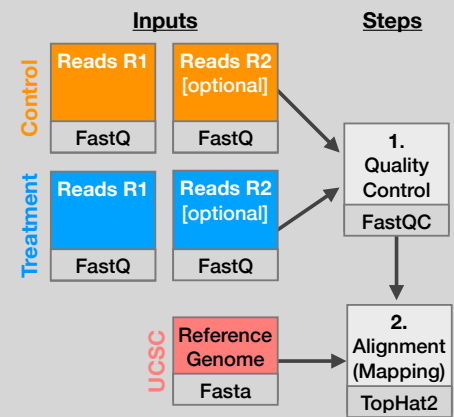 Inputs
Steps
Control
Reads R1
FastQ
Reads R2
[optional]
FastQ
Treatment
Reads R1
FastQ
Reads R2
[optional]
FastQ
1.
Quality
Control
FastQC
UCSC
Reference
Genome
Fasta
2.
Alignment
(Mapping)
TopHat2